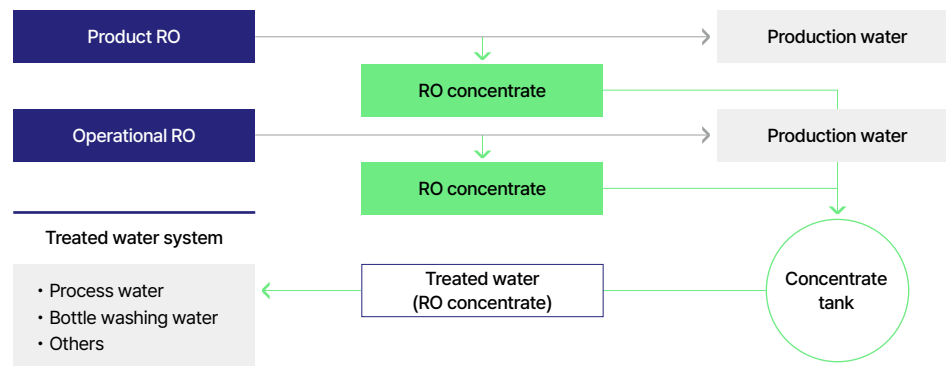 Product RO
Production water
RO concentrate
Operational RO
Production water
RO concentrate
Treated water system
・Process water
・Bottle washing water
・Others
Treated water
(RO concentrate)
Concentrate
tank